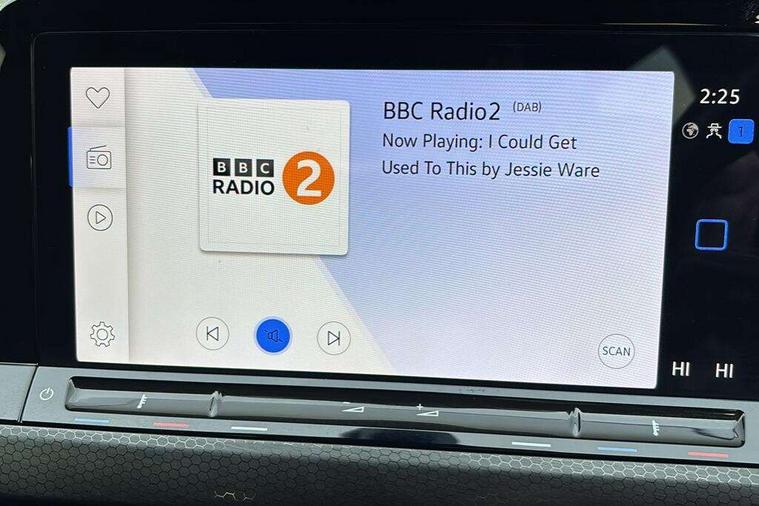 BBC Radio2 (DAB)
Now Playing: I Could Get
Used To This by Jessie Ware
BBC
RADIO 2
SCAN
2:25
1
HI HI